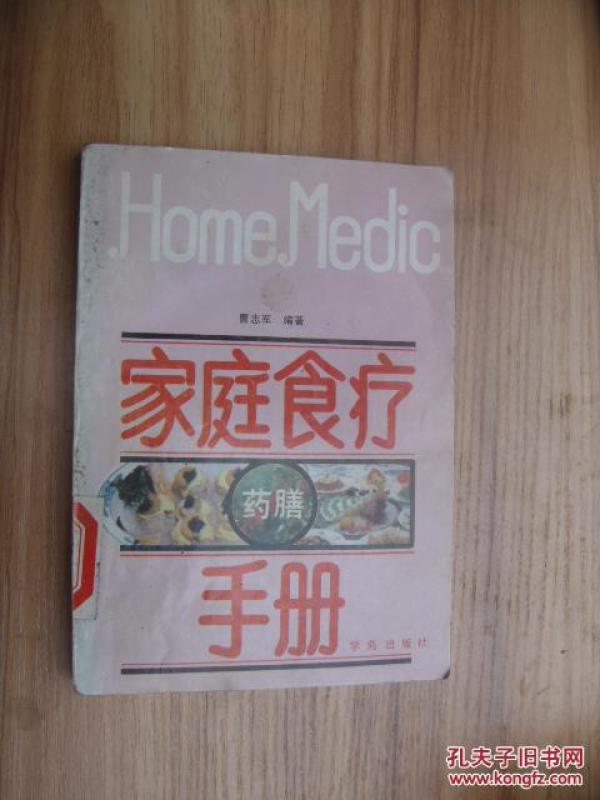 Home Medic
曹志军 编著
家庭食疗
药膳
手册
学苑出版社
孔夫子旧书网
www.kongfz.com